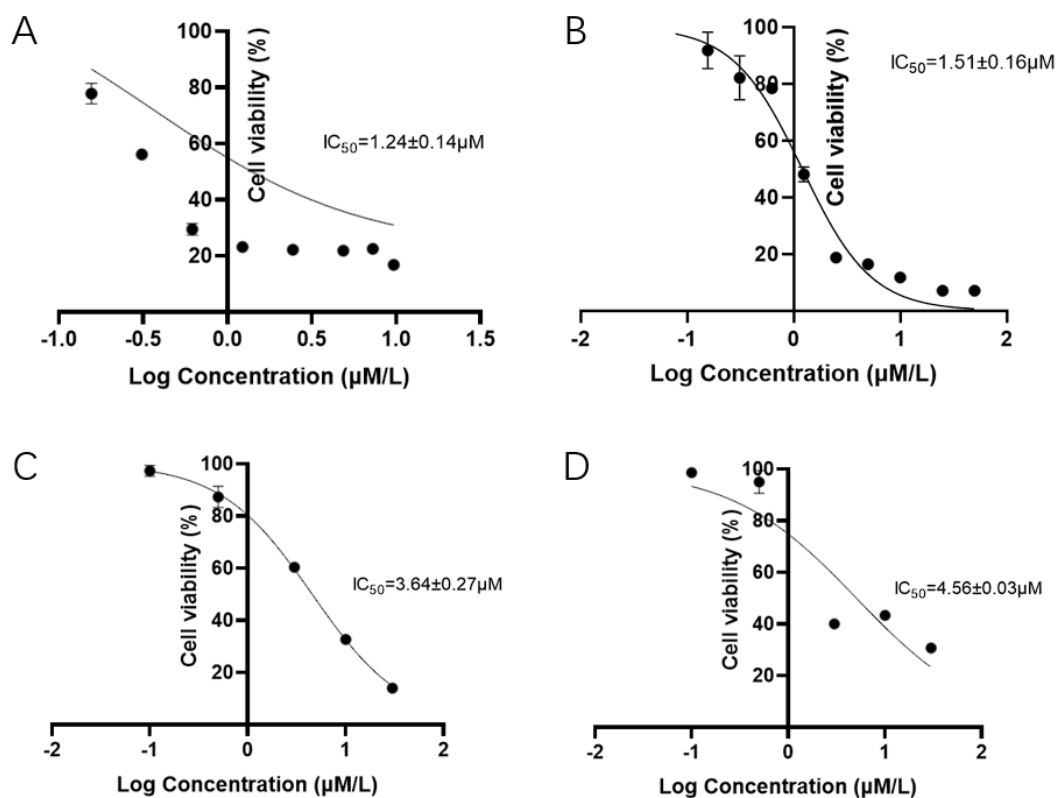 A
Cell viability (%)
100
80
60
40
20
IC50=1.24±0.14μM
-1.0 -0.5 0.0 0.5 1.0 1.5
Log Concentration (μM/L)
B
Cell viability (%)
100
80
60
40
20
IC50=1.51±0.16μM
-2 -1 0 1 2
Log Concentration (μM/L)
C
Cell viability (%)
100
80
60
40
20
IC50=3.64±0.27μM
-2 -1 0 1 2
Log Concentration (μM/L)
D
Cell viability (%)
100
80
60
40
20
IC50=4.56±0.03μM
-2 -1 0 1 2
Log Concentration (μM/L)